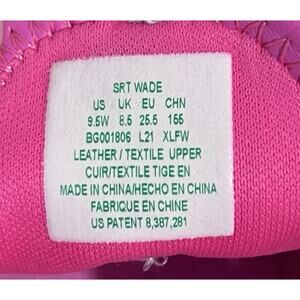 SRT WADE
US UK EU CHN
9.5W 8.5 25.5 155
BG001806 L21 XLFW
LEATHER / TEXTILE UPPER
CUIR/TEXTILE TIGE EN
MADE IN CHINA/HECHO EN CHINA
FABRIQUE EN CHINE
US PATENT 8,387,281